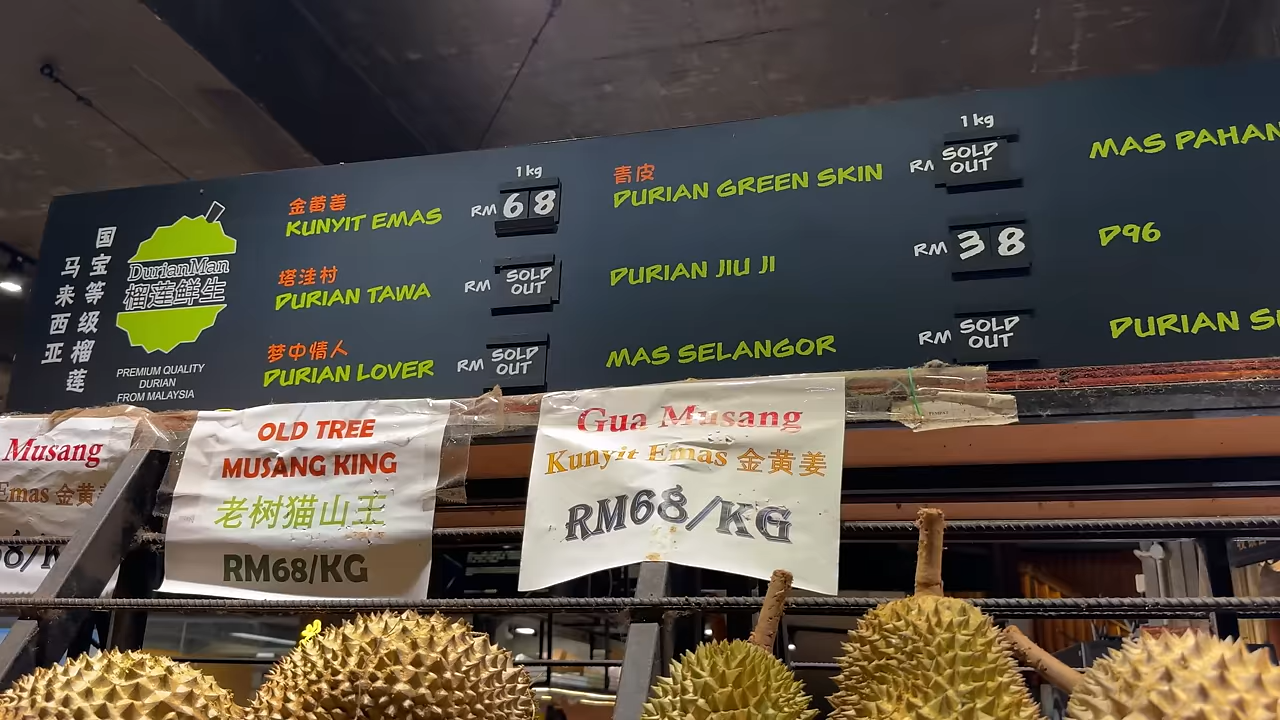 国宝等级榴莲
马来西亚
DurianMan
榴莲鲜生
PREMIUM QUALITY
DURIAN
FROM MALAYSIA
1 kg
金黄姜
KUNYIT EMAS RM 68
塔洼村
DURIAN TAWA RM SOLD OUT
梦中情人
DURIAN LOVER RM SOLD OUT
1 kg
青皮
DURIAN GREEN SKIN RM SOLD OUT
DURIAN JIU JI RM 38
MAS SELANGOR RM SOLD OUT
MAS PAHAN
D96
DURIAN
Musang
Emas 金黄
OLD TREE
MUSANG KING
老树猫山王
RM68/KG
Gua Musang
Kunyit Emas 金黄姜
RM68/KG